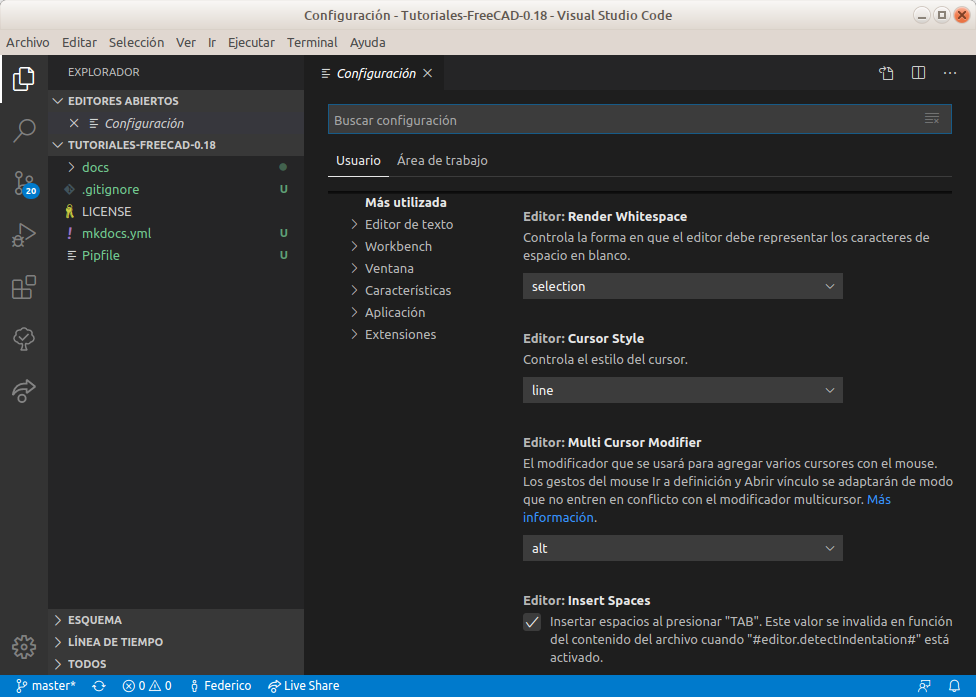 Configuración - Tutoriales-FreeCAD-0.18 - Visual Studio Code
Archivo Editar Selección Ver Ir Ejecutar Terminal Ayuda
EXPLORADOR
EDITORES ABIERTOS
Configuración
TUTORIALES-FREECAD-0.18
docs
.gitignore U
LICENSE
mkdocs.yml U
Pipfile U
ESQUEMA
LÍNEA DE TIEMPO
TODOS
20
Configuración
Buscar configuración
Usuario Área de trabajo
Más utilizada
Editor de texto
Workbench
Ventana
Características
Aplicación
Extensiones
Editor: Render Whitespace
Controla la forma en que el editor debe representar los caracteres de
espacio en blanco.
selection
Editor: Cursor Style
Controla el estilo del cursor.
line
Editor: Multi Cursor Modifier
El modificador que se usará para agregar varios cursores con el mouse.
Los gestos del mouse Ir a definición y Abrir vínculo se adaptarán de modo
que no entren en conflicto con el modificador multicursor. Más
información.
alt
Editor: Insert Spaces
Insertar espacios al presionar "TAB". Este valor se invalida en función
del contenido del archivo cuando "#editor.detectIndentation#" está
activado.
master* 0 0 Federico Live Share